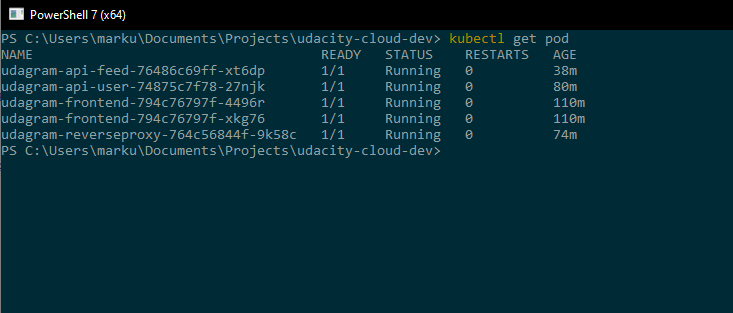 PowerShell 7 (x64)
PS C:\Users\marku\Documents\Projects\udacity-cloud-dev> kubectl get pod
NAME READY STATUS RESTARTS AGE
udagram-api-feed-76486c69ff-xt6dp 1/1 Running 0 38m
udagram-api-user-74875c7f78-27njk 1/1 Running 0 80m
udagram-frontend-794c76797f-4496r 1/1 Running 0 110m
udagram-frontend-794c76797f-xkg76 1/1 Running 0 110m
udagram-reverseproxy-764c56844f-9k58c 1/1 Running 0 74m
PS C:\Users\marku\Documents\Projects\udacity-cloud-dev>